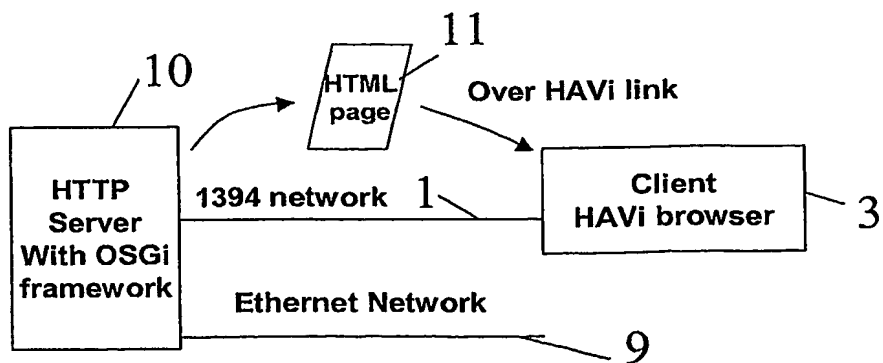 10
11
HTML
page
Over HAVi link
HTTP
Server
With OSGi
framework
1394 network
1
Client
HAVi browser
3
Ethernet Network
9